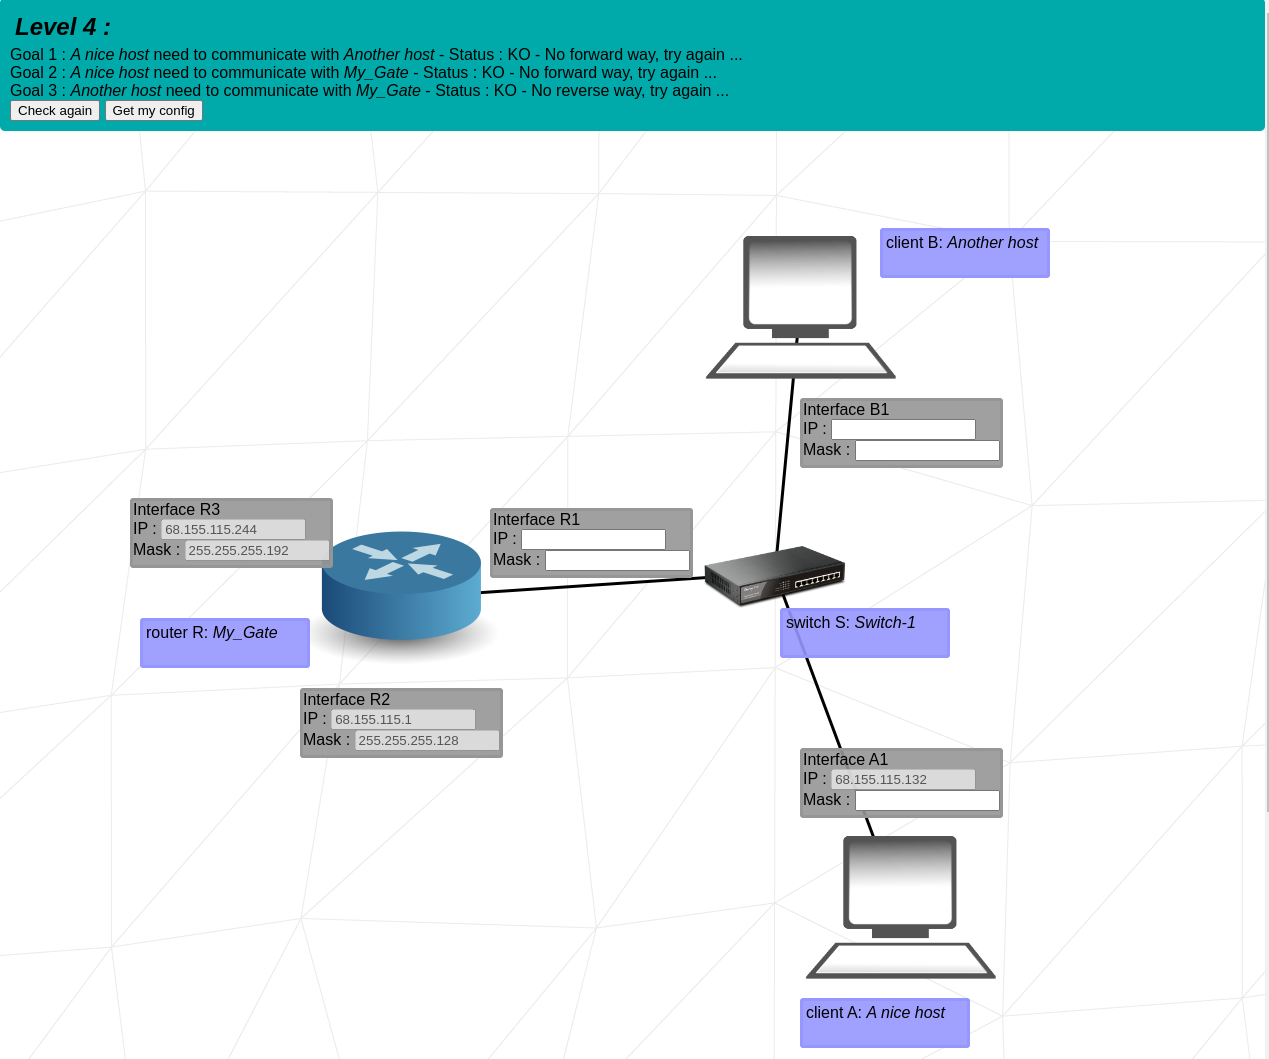 Level 4 :
Goal 1 : A nice host need to communicate with Another host - Status : KO - No forward way, try again ...
Goal 2 : A nice host need to communicate with My_Gate - Status : KO - No forward way, try again ...
Goal 3 : Another host need to communicate with My_Gate - Status : KO - No reverse way, try again ...
Check again Get my config
client B: Another host
Interface B1
IP :
Mask :
Interface R3
IP : 68.155.115.244
Mask : 255.255.255.192
Interface R1
IP :
Mask :
router R: My_Gate
switch S: Switch-1
Interface R2
IP : 68.155.115.1
Mask : 255.255.255.128
Interface A1
IP : 68.155.115.132
Mask :
client A: A nice host